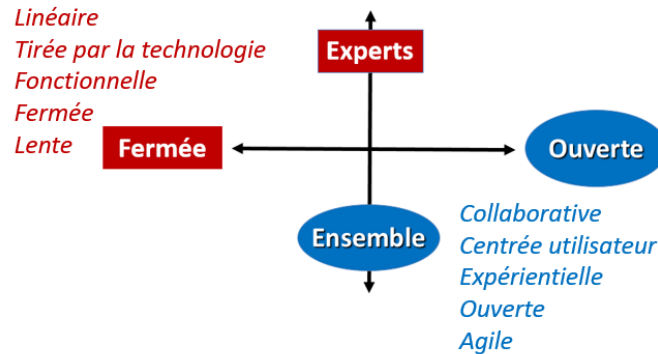 Linéaire
Tirée par la technologie
Fonctionnelle
Fermée
Lente
Experts
Fermée
Ouverte
Ensemble
Collaborative
Centrée utilisateur
Expérientielle
Ouverte
Agile